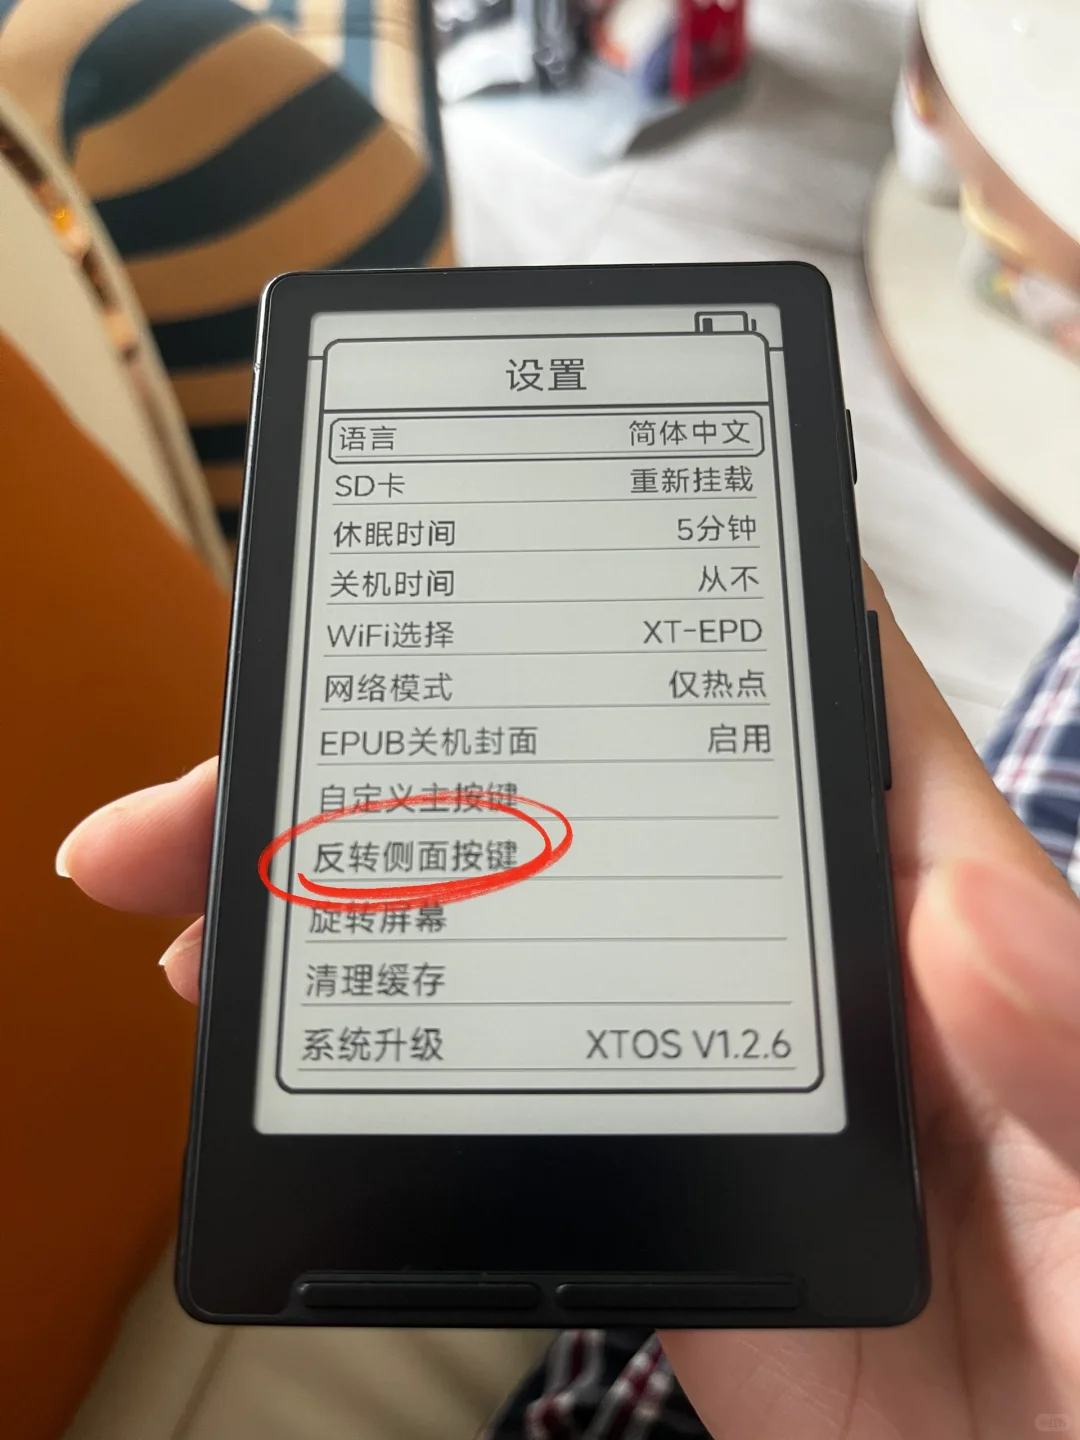 设置
语言 简体中文
SD卡 重新挂载
休眠时间 5分钟
关机时间 从不
WiFi选择 XT-EPD
网络模式 仅热点
EPUB关机封面 启用
自定义主按键
反转侧面按键
旋转屏幕
清理缓存
系统升级 XTOS V1.2.6